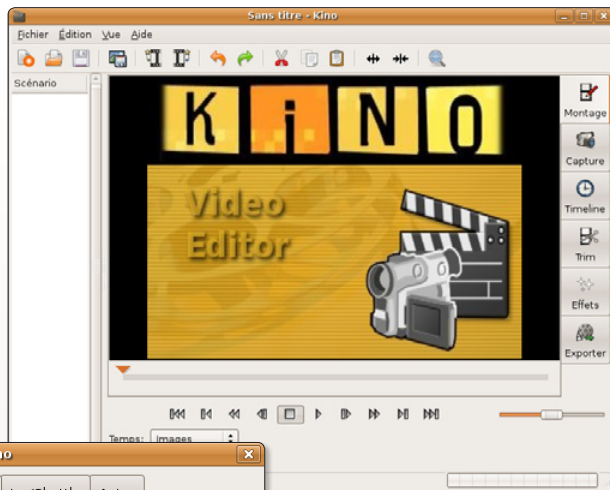 Sans titre - Kino
Fichier Édition Vue Aide
Scénario
KiNO
Video
Editor
Montage
Capture
Timeline
Trim
Effets
Exporter
Temps: Images